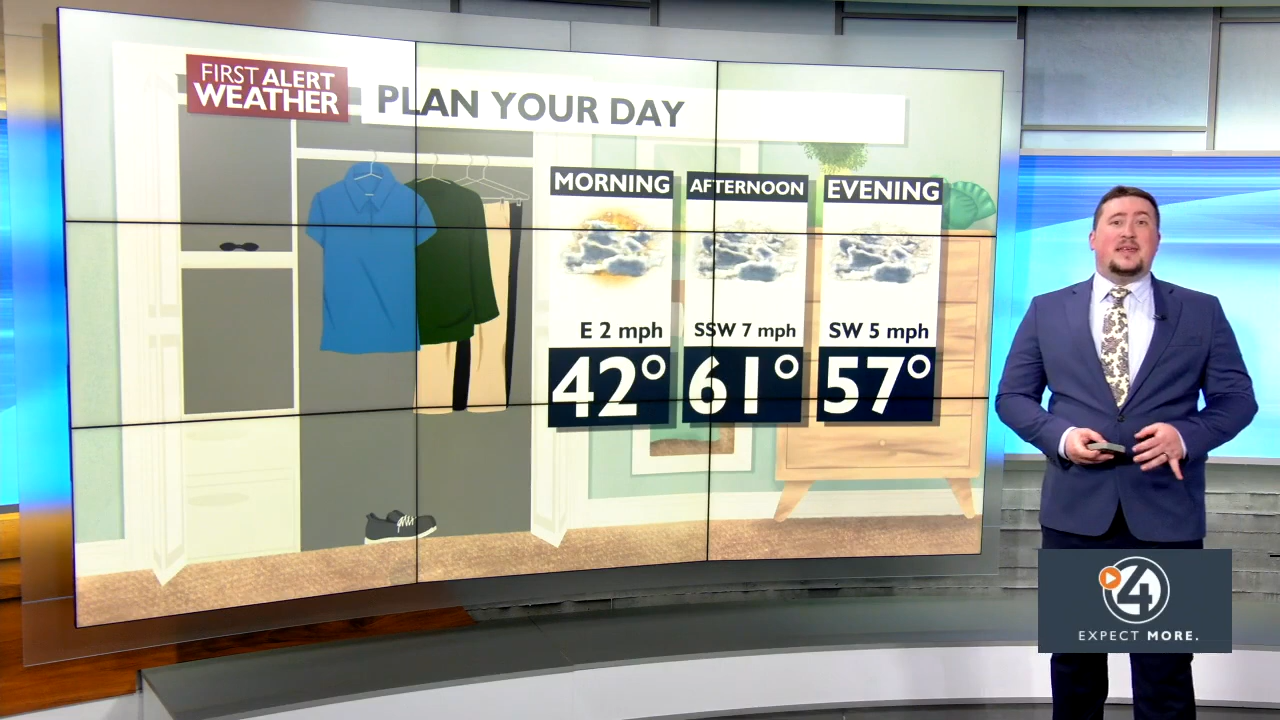 FIRST ALERT
WEATHER
PLAN YOUR DAY
MORNING
E 2 mph
42°
AFTERNOON
SSW 7 mph
61°
EVENING
SW 5 mph
57°
4
EXPECT MORE.